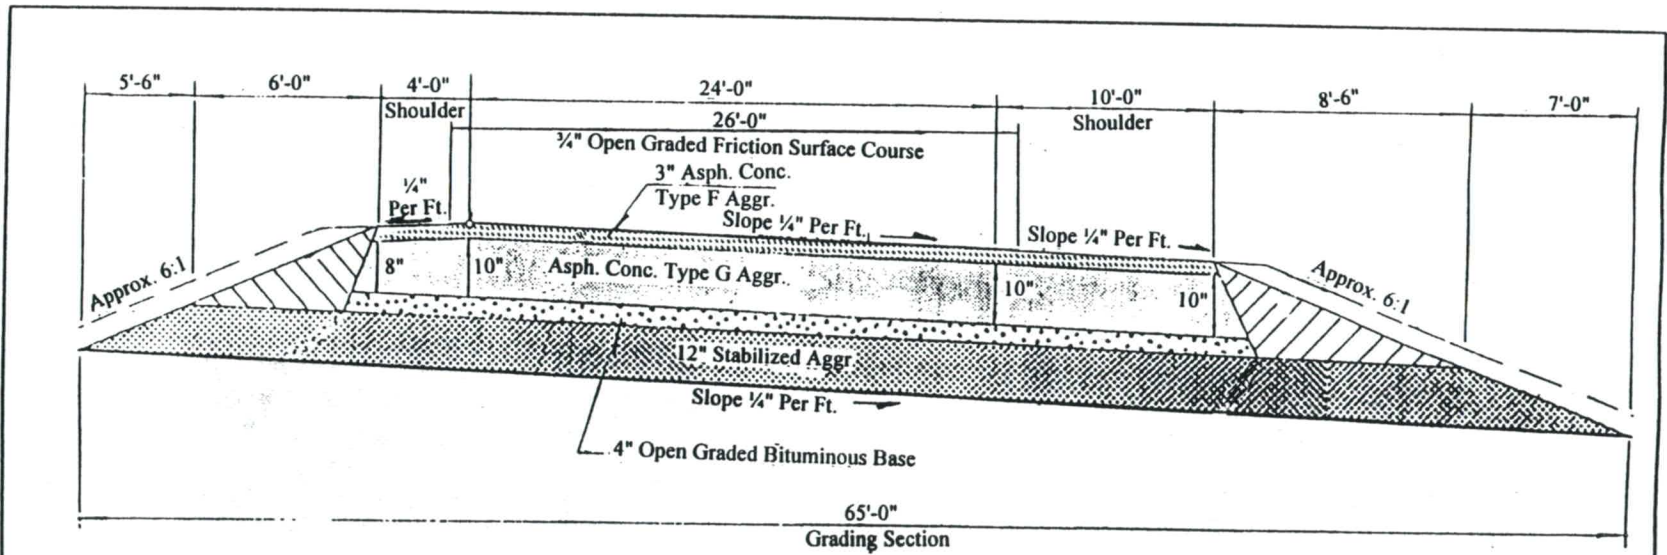 5'-6" 6'-0" 4'-0" 24'-0" 10'-0" 8'-6" 7'-0"
Shoulder 26'-0" Shoulder
¾" Open Graded Friction Surface Course
3" Asph. Conc.
Type F Aggr.
¼"
Per Ft.
Slope ¼" Per Ft.
Slope ¼" Per Ft.
Approx. 6:1
8" 10" Asph. Conc. Type G Aggr. 10" 10"
Approx. 6:1
12" Stabilized Aggr.
Slope ¼" Per Ft.
4" Open Graded Bituminous Base
65'-0"
Grading Section